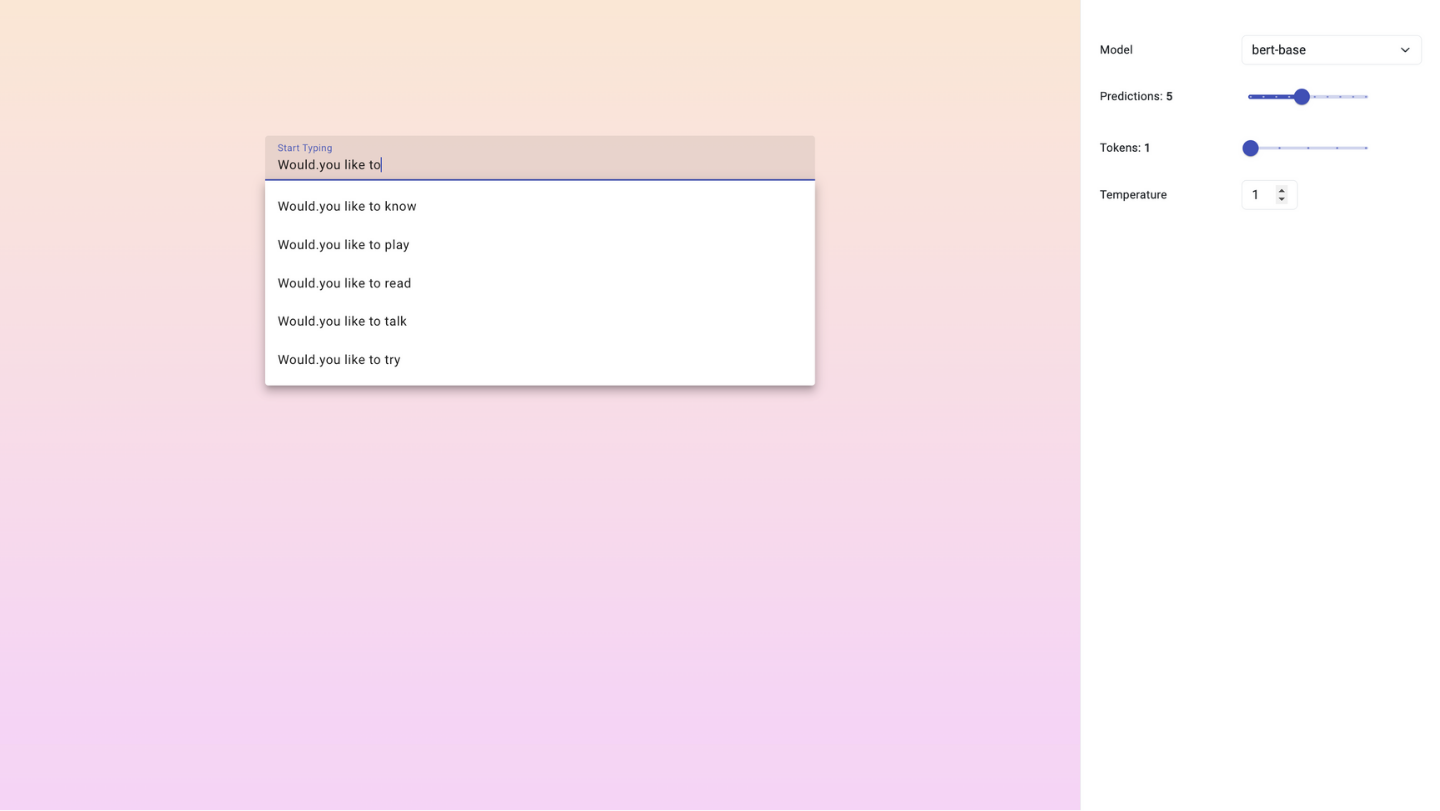 Start Typing
Would.you like to
Would.you like to know
Would.you like to play
Would.you like to read
Would.you like to talk
Would.you like to try
Model
bert-base
Predictions: 5
Tokens: 1
Temperature
1